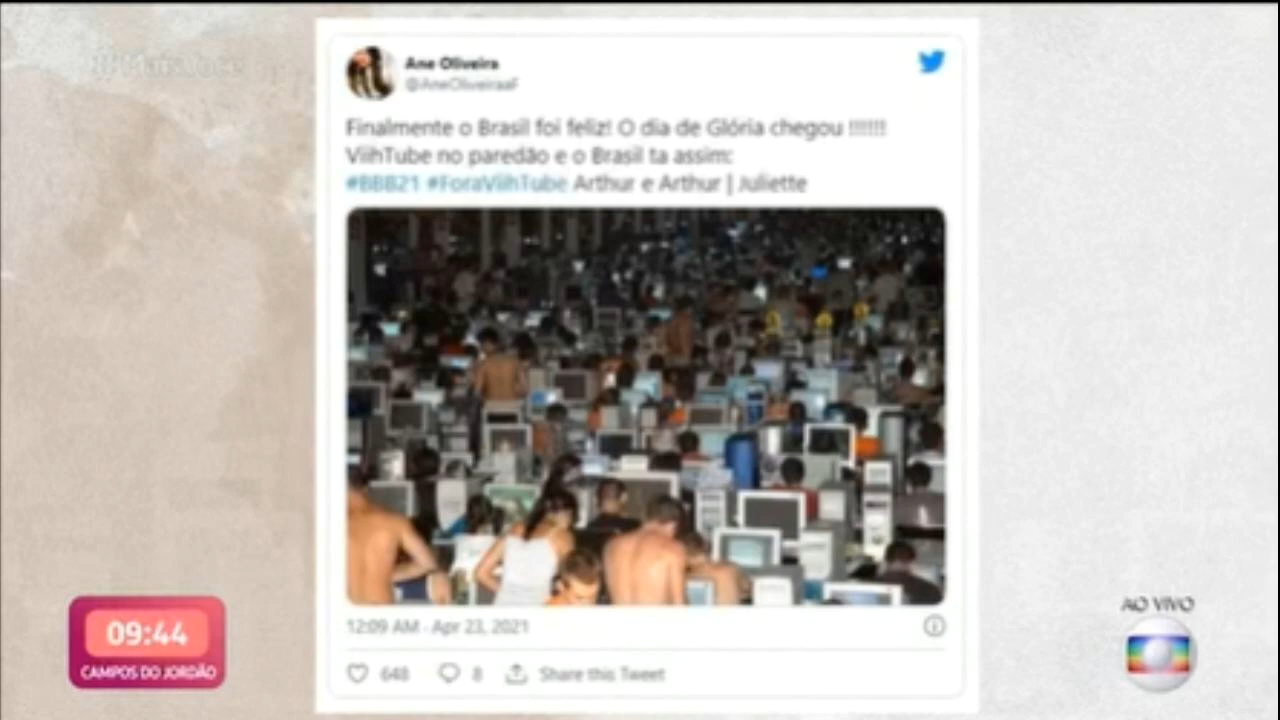 #MaisVocê
Ane Oliveira
@AneOliveiraaF
Finalmente o Brasil foi feliz! O dia de Glória chegou !!!!!!
ViihTube no paredão e o Brasil ta assim:
#BBB21 #ForaViihTube Arthur e Arthur | Juliette
12:09 AM · Apr 23, 2021
648
8
Share this Tweet
09:44
CAMPOS DO JORDÃO
AO VIVO